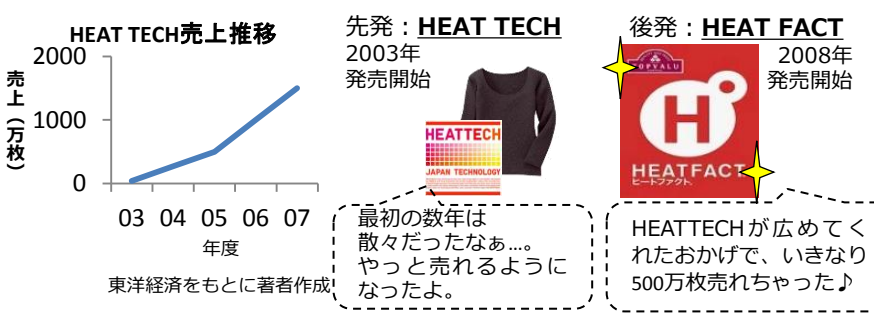 HEAT TECH売上推移
売上（万枚）
2000
1000
0
03 04 05 06 07
年度
東洋経済をもとに著者作成
先発：HEAT TECH
2003年
発売開始
HEATTECH
JAPAN TECHNOLOGY
最初の数年は
散々だったなぁ…。
やっと売れるように
なったよ。
後発：HEAT FACT
2008年
発売開始
TOPVALU
H
HEATFACT
ヒートファクト。
HEATTECHが広めてく
れたおかげで、いきなり
500万枚売れちゃった♪